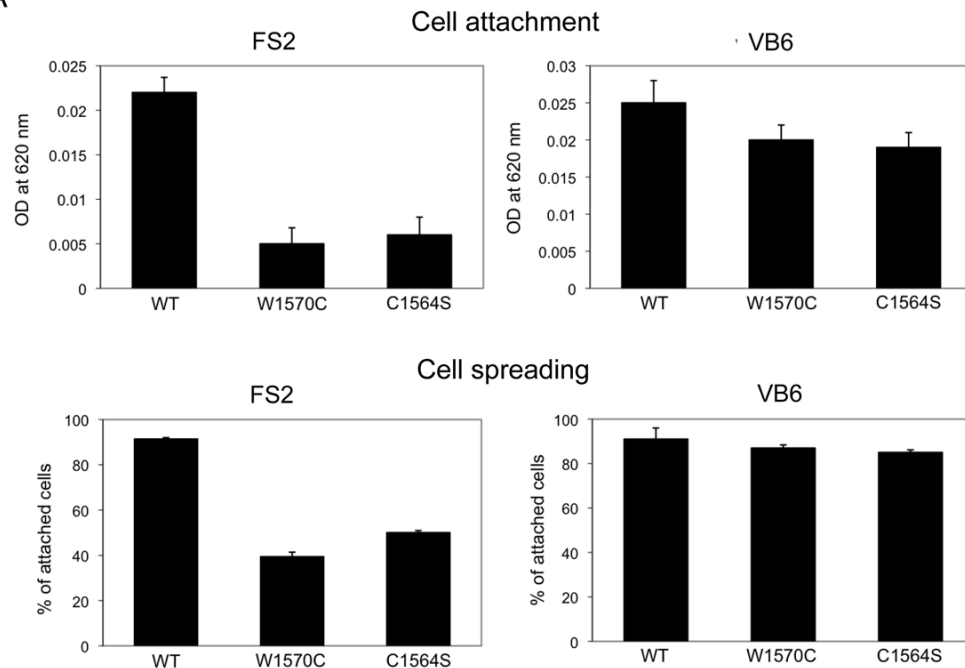 Cell attachment
FS2
VB6
OD at 620 nm
0.025
0.02
0.015
0.01
0.005
0
WT W1570C C1564S
OD at 620 nm
0.03
0.025
0.02
0.015
0.01
0.005
0
WT W1570C C1564S
Cell spreading
FS2
VB6
% of attached cells
100
80
60
40
20
0
WT W1570C C1564S
% of attached cells
100
80
60
40
20
0
WT W1570C C1564S